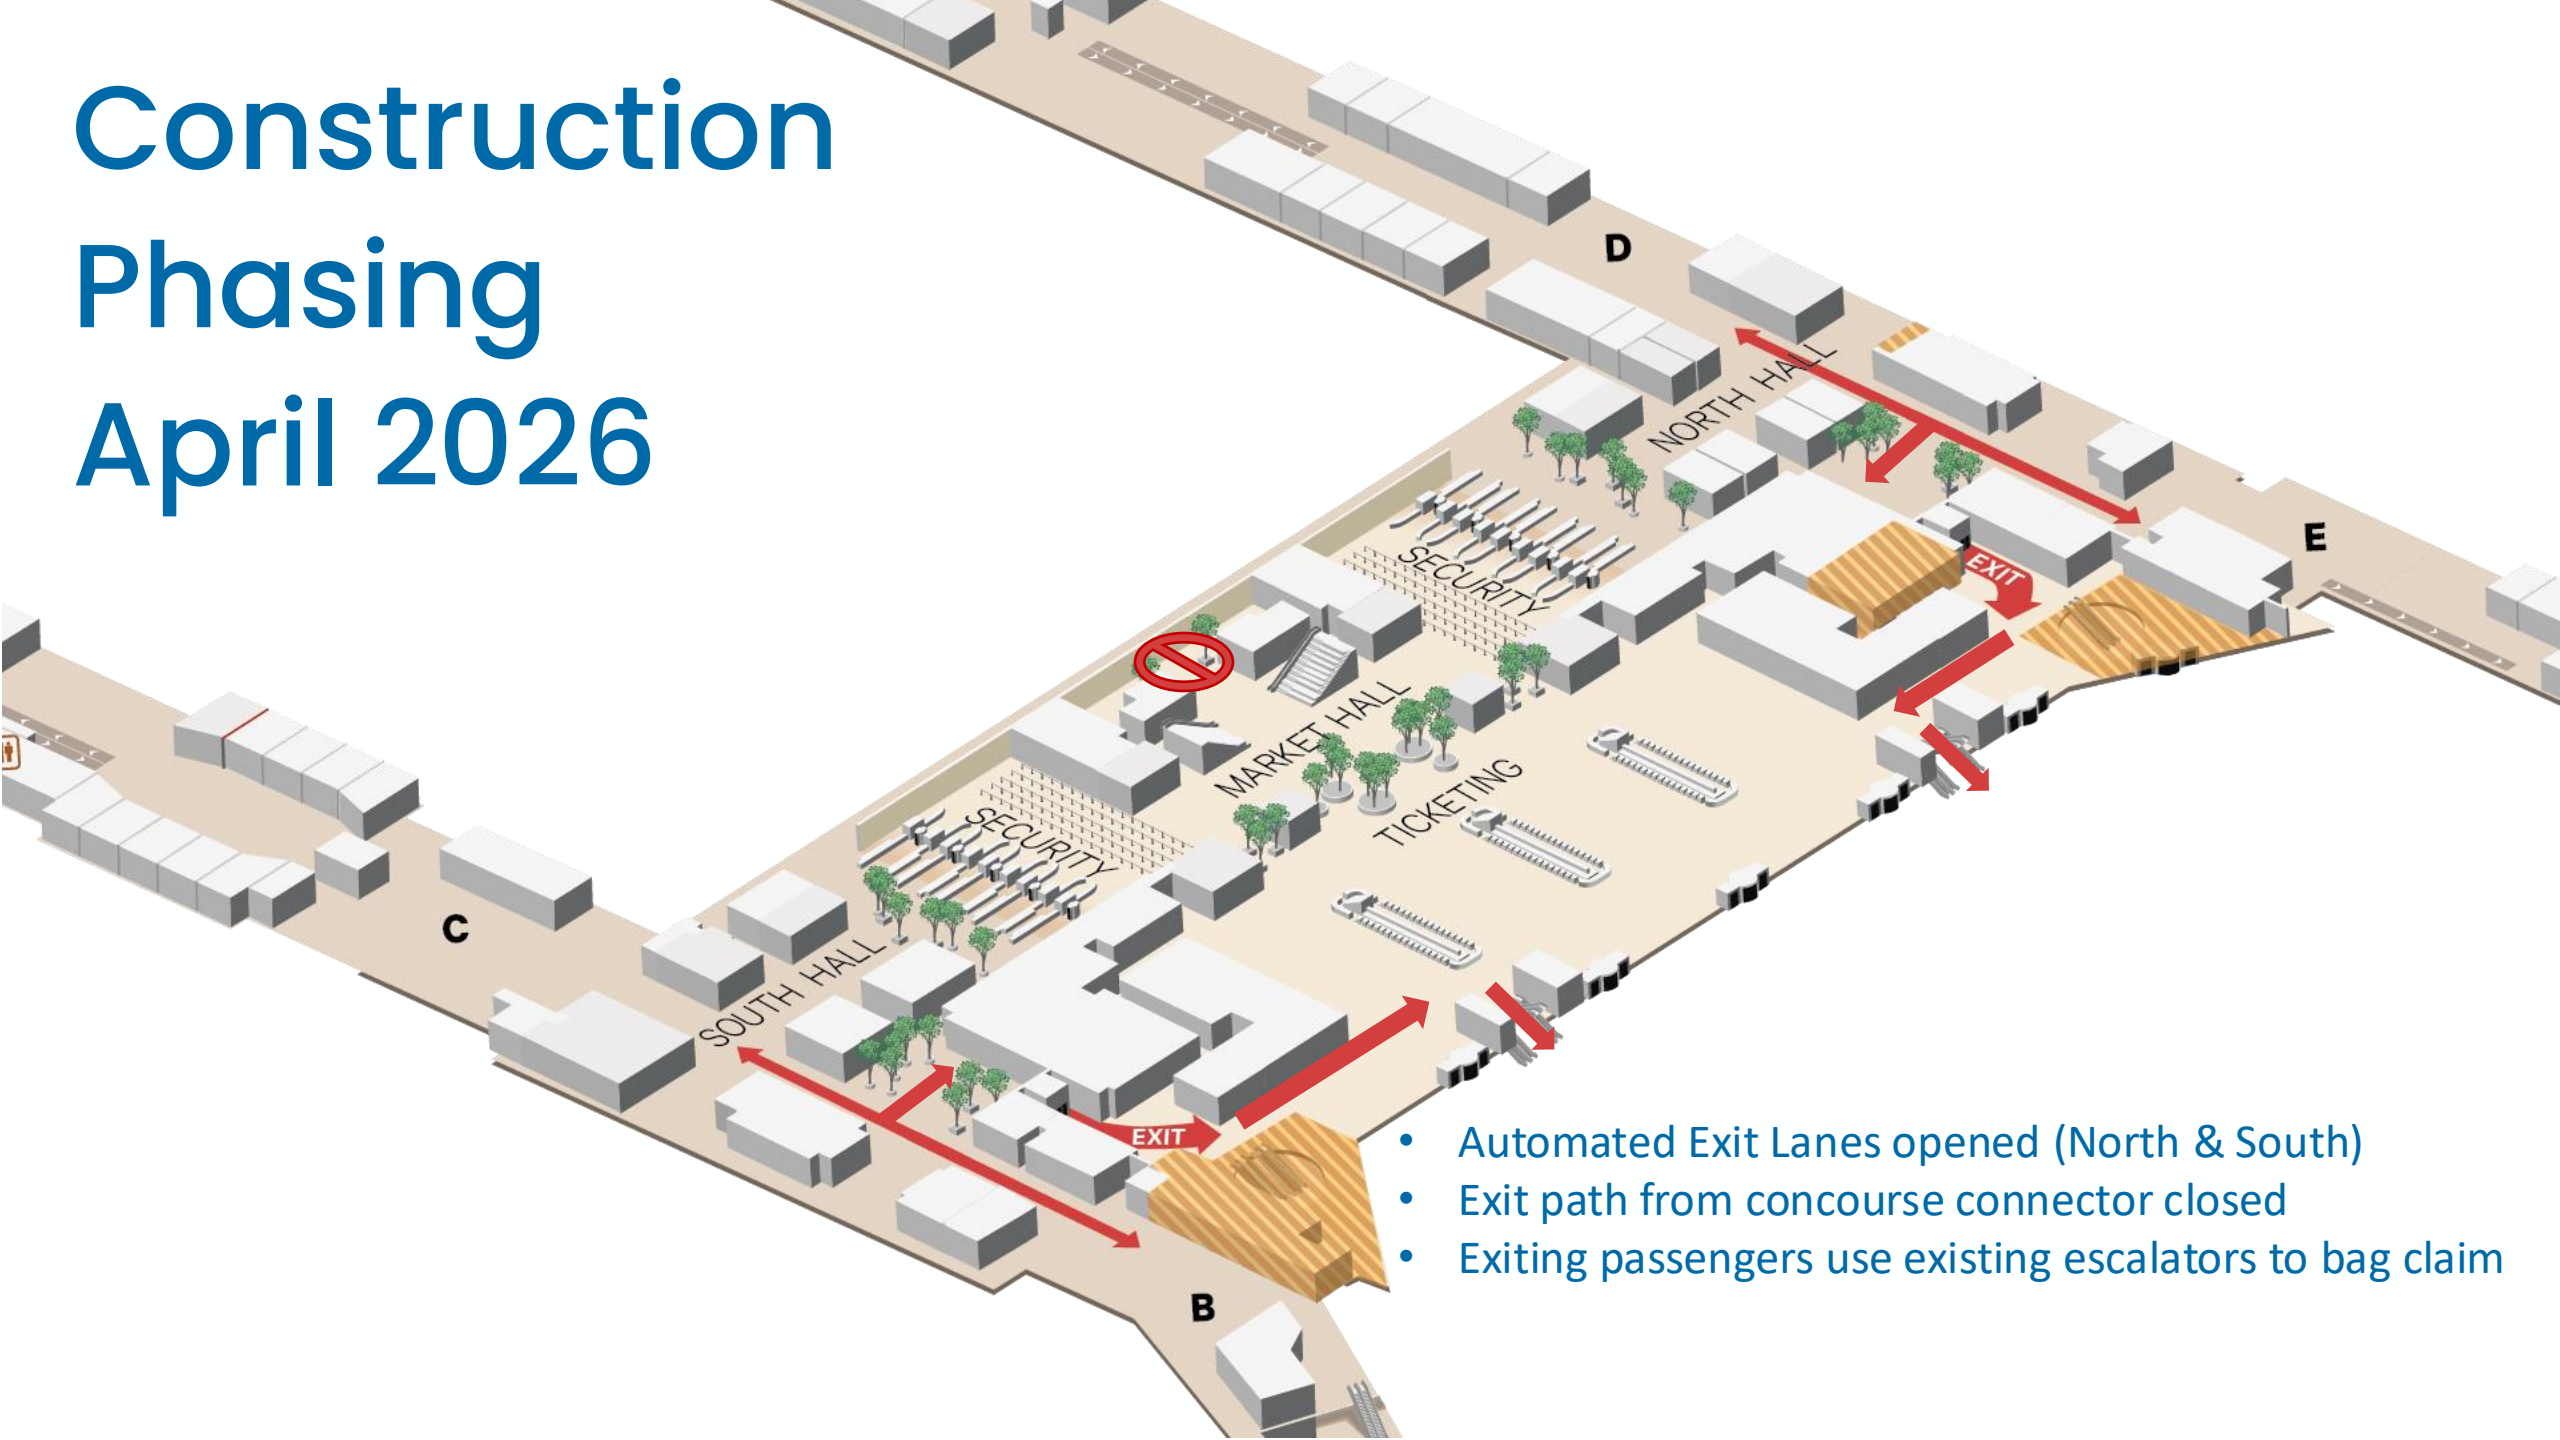 Construction
Phasing
April 2026
D
NORTH HALL
E
SECURITY
EXIT
MARKET HALL
TICKETING
SECURITY
C
SOUTH HALL
EXIT
B
• Automated Exit Lanes opened (North & South)
• Exit path from concourse connector closed
• Exiting passengers use existing escalators to bag claim